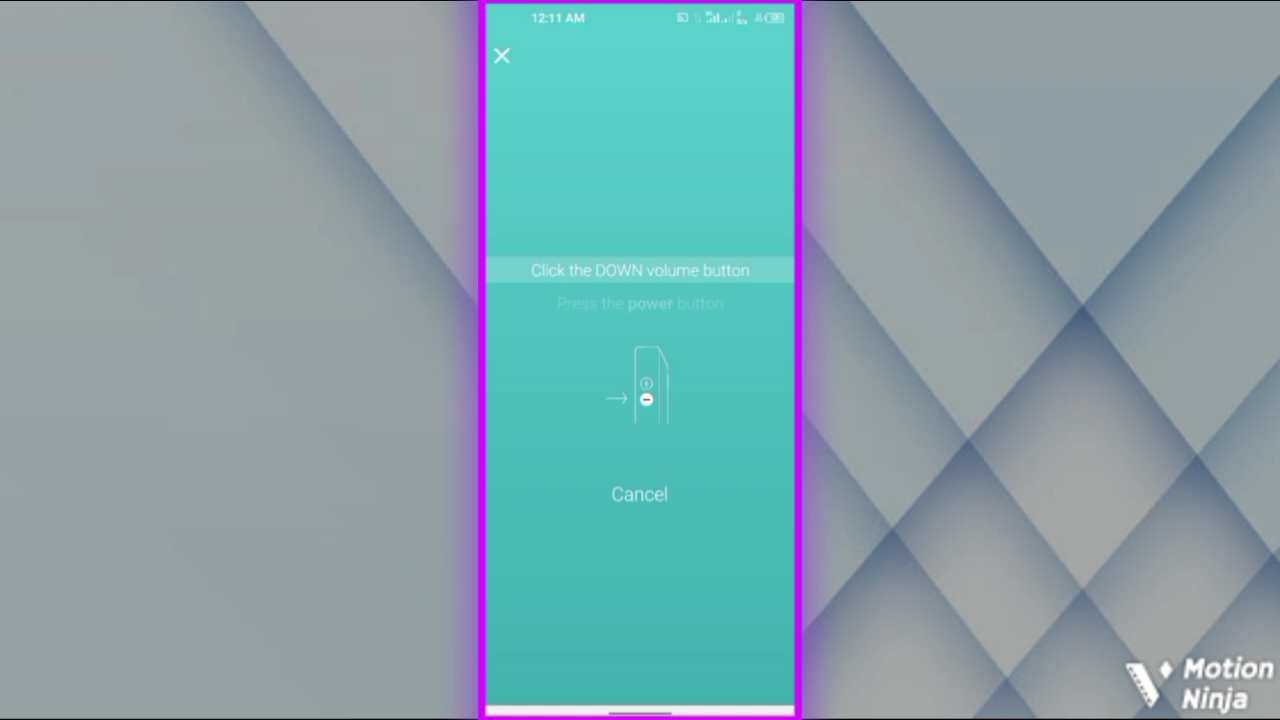 12:11 AM
Click the DOWN volume button
Press the power button
Cancel
Motion
Ninja